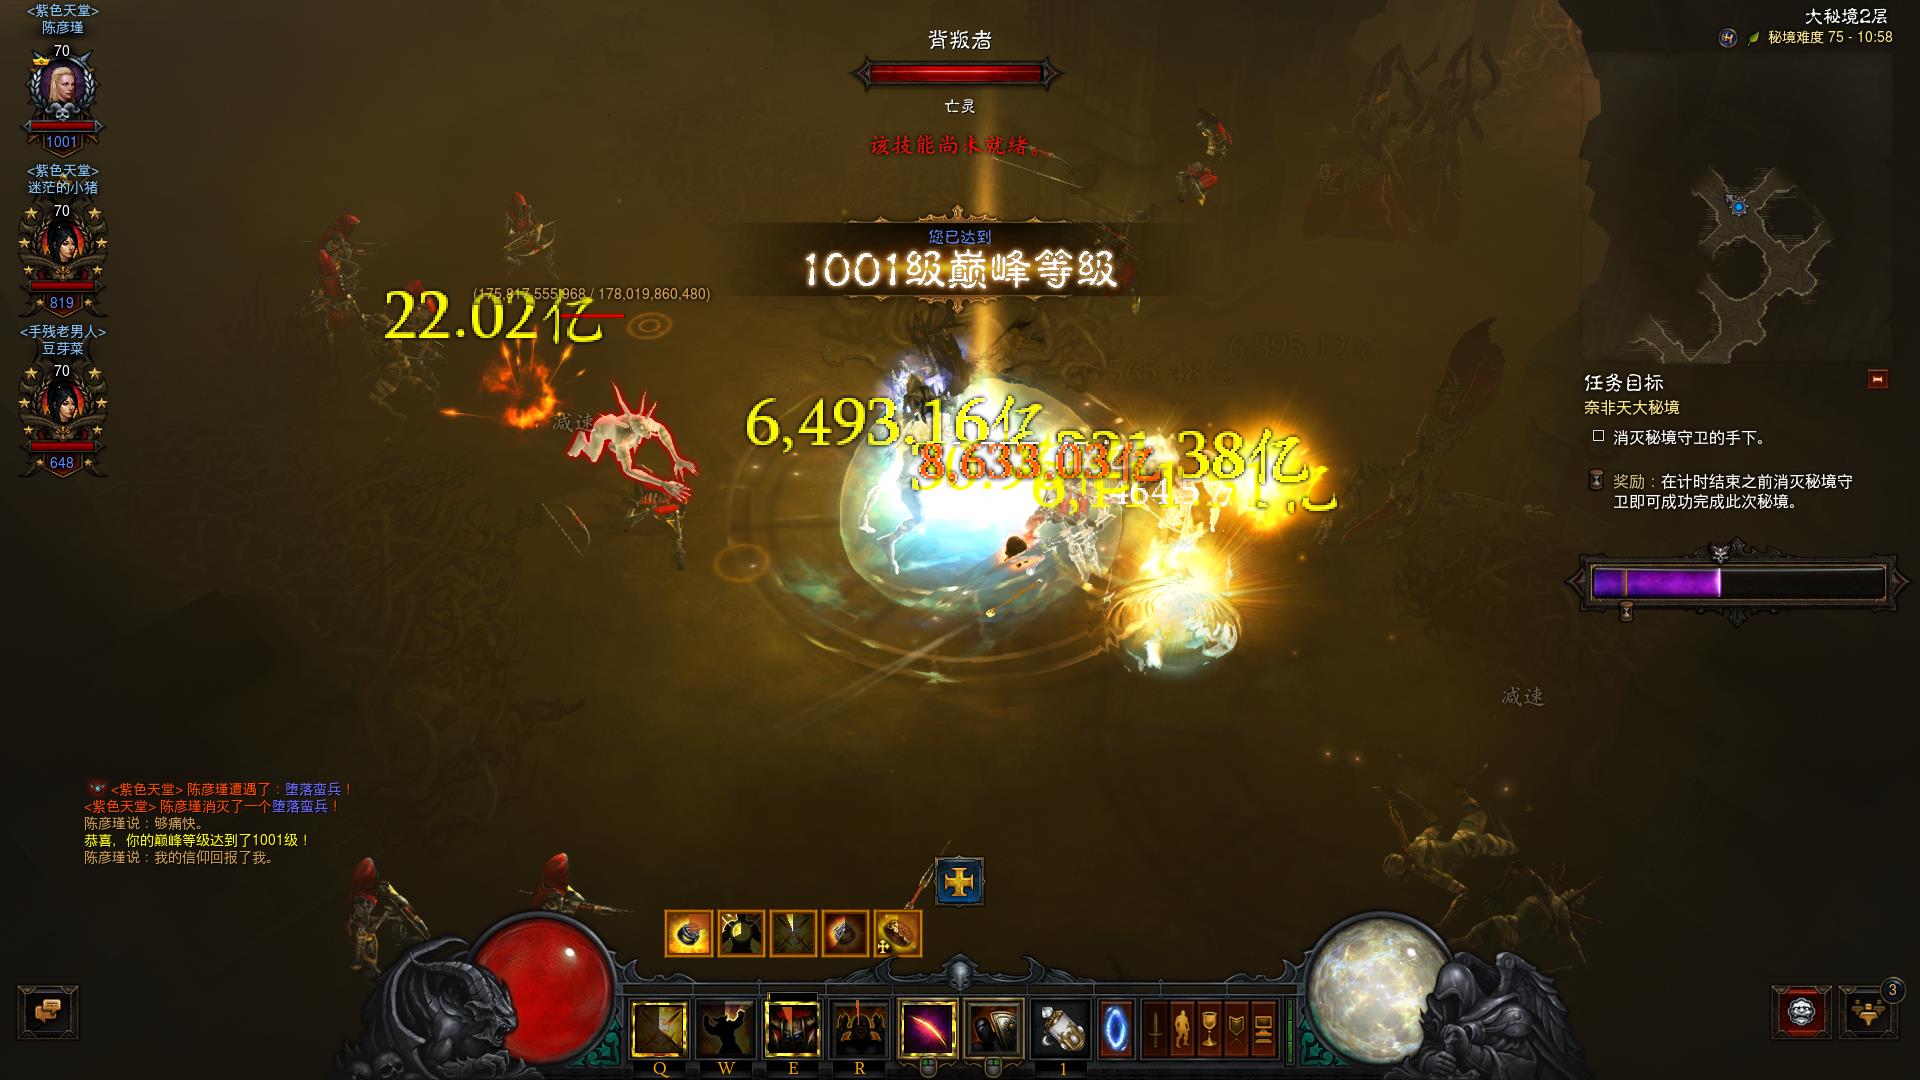 <紫色天堂>
陈彦瑾
70
1001
<紫色天堂>
迷茫的小猪
70
819
<手残老男人>
豆芽菜
70
648
背叛者
亡灵
该技能尚未就绪。
您已达到
1001级巅峰等级
(175,817,555,968 / 178,019,860,480)
22.02亿
6,395.12亿
6,493.16亿
8,633.03亿
38亿
减速
减速
大秘境2层
秘境难度 75 - 10:58
任务目标
奈非天大秘境
消灭秘境守卫的手下。
奖励：在计时结束之前消灭秘境守
卫即可成功完成此次秘境。
<紫色天堂> 陈彦瑾遭遇了：堕落蛮兵！
<紫色天堂> 陈彦瑾消灭了一个堕落蛮兵！
陈彦瑾说：够痛快。
恭喜，你的巅峰等级达到了1001级！
陈彦瑾说：我的信仰回报了我。
Q
W
E
R
1
3